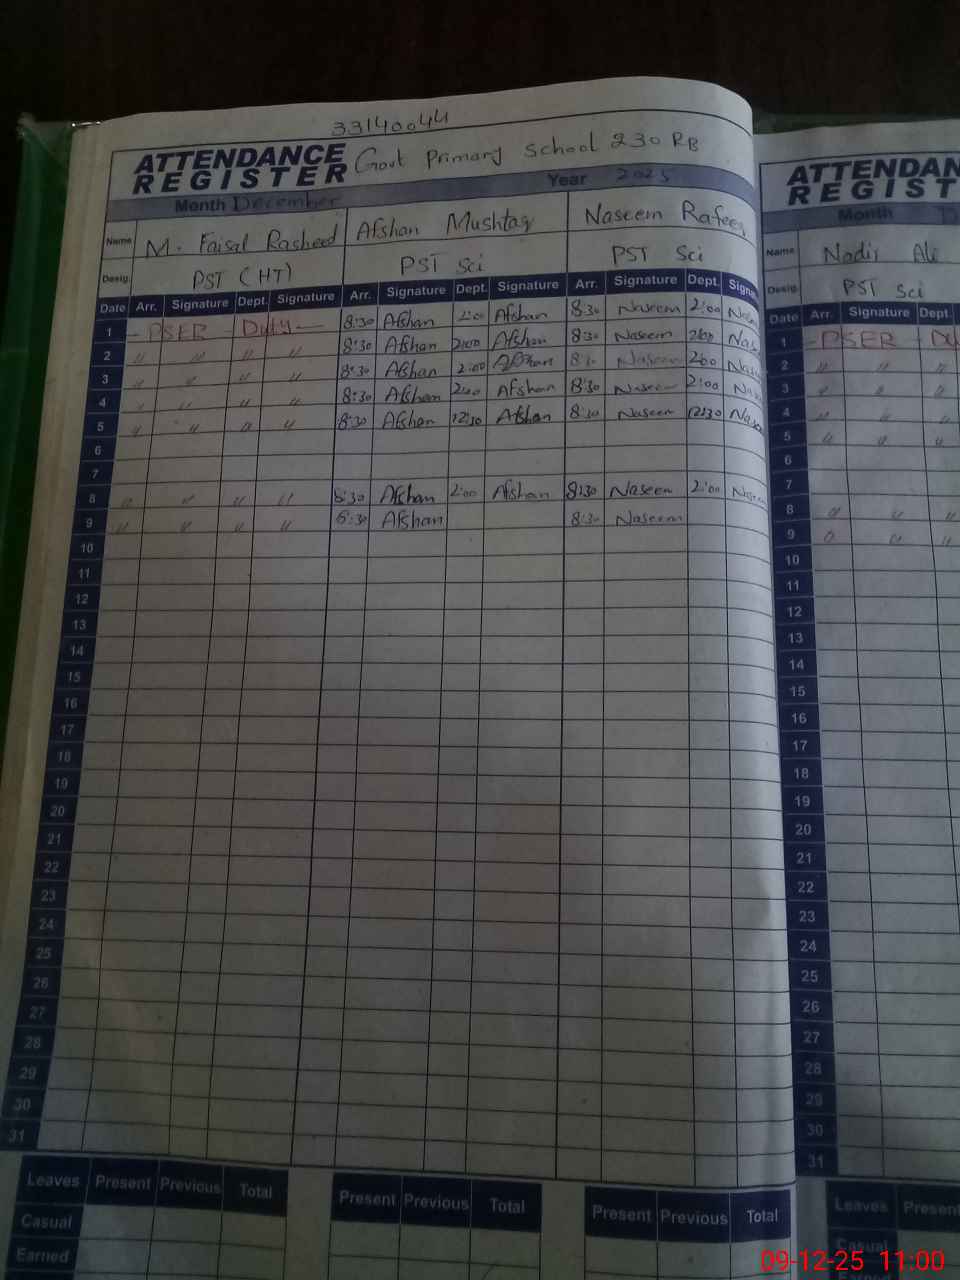 33140044
ATTENDANCE REGISTER Govt Primary School 230 RB
Month December Year 2025
Name M. Faisal Rasheed Afshan Mushtaq Naseem Rafeeq
Desig. PST (HT) PST Sci PST Sci
Date Arr. Signature Dept. Signature Arr. Signature Dept. Signature Arr. Signature Dept. Signa
1 - PSER Duty - 8:30 Afshan 2:00 Afshan 8:30 Naseem 2:00 Nas
2 " " " " 8:30 Afshan 2:00 Afshan 8:30 Naseem 2:00 Nas
3 " " " " 8:30 Afshan 2:00 Afshan 8:30 Naseem 2:00 Nas
4 " " " " 8:30 Afshan 2:00 Afshan 8:30 Naseem 2:00 Na
5 " " " " 8:30 Afshan 12:30 Afshan 8:30 Naseem 12:30 Nas
6
7
8 " " " " 8:30 Afshan 2:00 Afshan 8:30 Naseem 2:00 Nasee
9 " " " " 8:30 Afshan 8:30 Naseem
10
11
12
13
14
15
16
17
18
19
20
21
22
23
24
25
26
27
28
29
30
31
Leaves Present Previous Total Present Previous Total Present Previous Total
Casual
Earned
ATTENDAN
REGIST
Month D
Name Nadir Ali
Desig. PST Sci
Date Arr. Signature Dept.
1 - PSER Du
2 " " "
3 " " "
4 " " "
5 " " "
6
7
8 " " "
9 " " "
10
11
12
13
14
15
16
17
18
19
20
21
22
23
24
25
26
27
28
29
30
31
Leaves Present
Casual
09-12-25 11:00